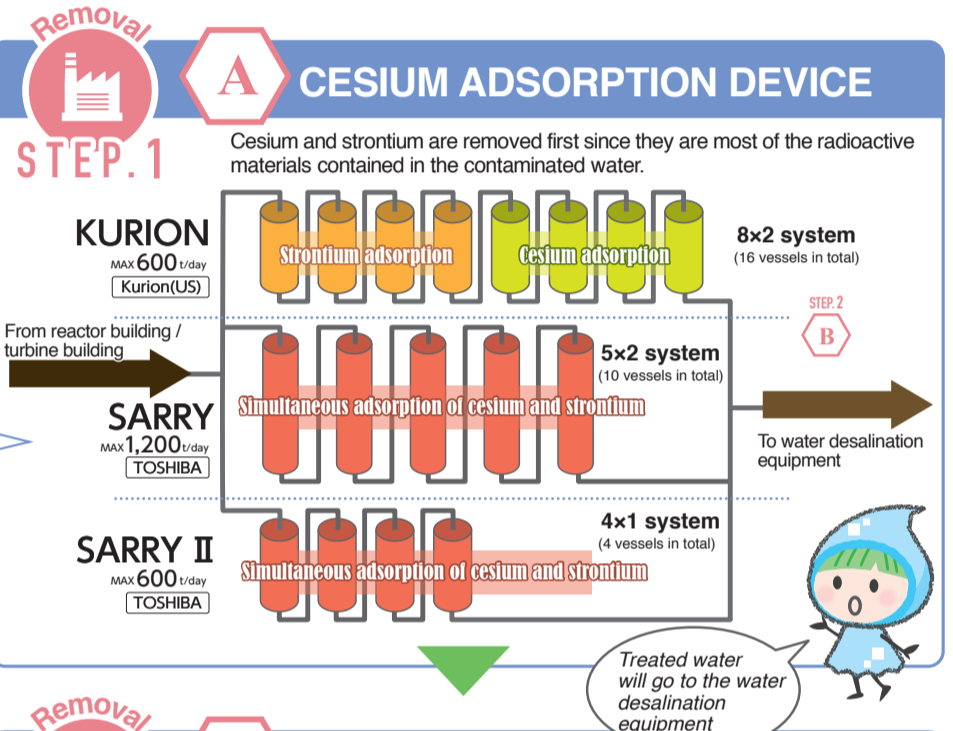 Removal
STEP.1
A
CESIUM ADSORPTION DEVICE
Cesium and strontium are removed first since they are most of the radioactive
materials contained in the contaminated water.
KURION
MAX 600 t/day
Kurion(US)
Strontium adsorption
Cesium adsorption
8×2 system
(16 vessels in total)
From reactor building /
turbine building
STEP. 2
B
SARRY
MAX 1,200 t/day
TOSHIBA
Simultaneous adsorption of cesium and strontium
5×2 system
(10 vessels in total)
To water desalination
equipment
SARRY II
MAX 600 t/day
TOSHIBA
Simultaneous adsorption of cesium and strontium
4×1 system
(4 vessels in total)
Treated water
will go to the water
desalination
equipment
Removal